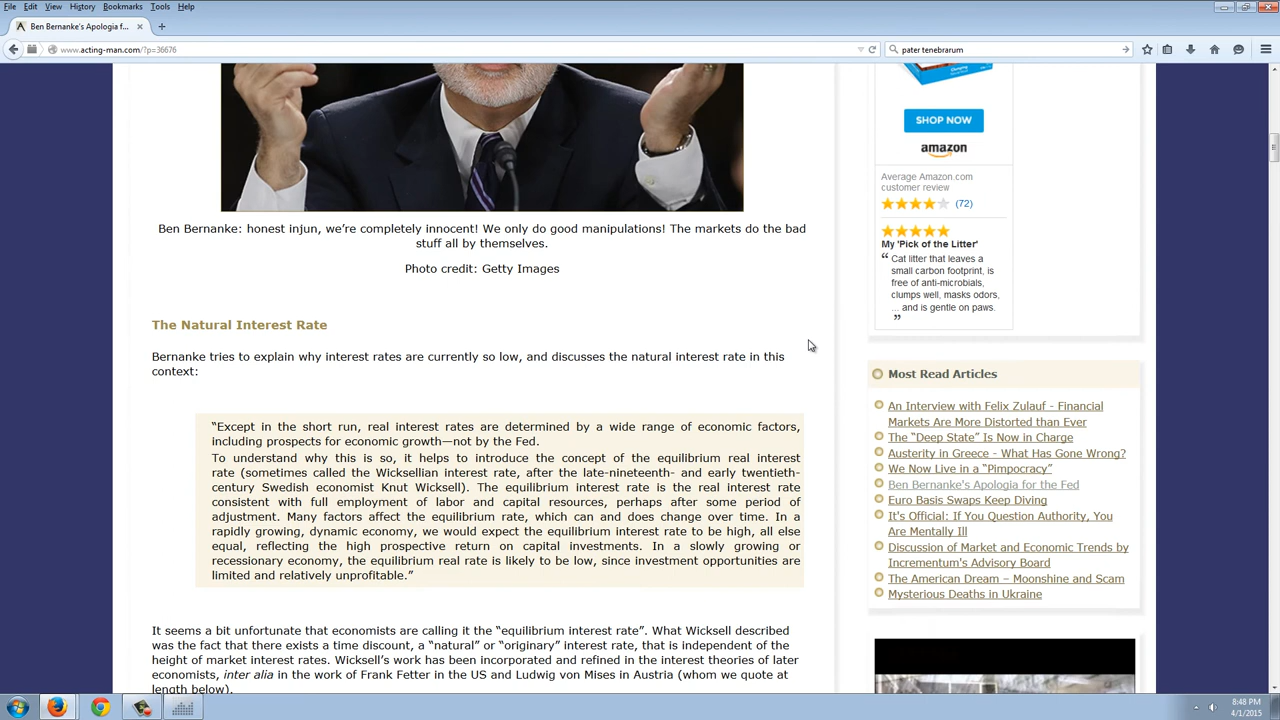 File Edit View History Bookmarks Tools Help
Ben Bernanke's Apologia f...
www.acting-man.com/?p=36676
pater tenebrarum
Ben Bernanke: honest injun, we're completely innocent! We only do good manipulations! The markets do the bad
stuff all by themselves.
Photo credit: Getty Images
The Natural Interest Rate
Bernanke tries to explain why interest rates are currently so low, and discusses the natural interest rate in this
context:
“Except in the short run, real interest rates are determined by a wide range of economic factors,
including prospects for economic growth—not by the Fed.
To understand why this is so, it helps to introduce the concept of the equilibrium real interest
rate (sometimes called the Wicksellian interest rate, after the late-nineteenth- and early twentieth-
century Swedish economist Knut Wicksell). The equilibrium interest rate is the real interest rate
consistent with full employment of labor and capital resources, perhaps after some period of
adjustment. Many factors affect the equilibrium rate, which can and does change over time. In a
rapidly growing, dynamic economy, we would expect the equilibrium interest rate to be high, all else
equal, reflecting the high prospective return on capital investments. In a slowly growing or
recessionary economy, the equilibrium real rate is likely to be low, since investment opportunities are
limited and relatively unprofitable.”
It seems a bit unfortunate that economists are calling it the “equilibrium interest rate”. What Wicksell described
was the fact that there exists a time discount, a “natural” or “originary” interest rate, that is independent of the
height of market interest rates. Wicksell's work has been incorporated and refined in the interest theories of later
economists, inter alia in the work of Frank Fetter in the US and Ludwig von Mises in Austria (whom we quote at
length below).
SHOP NOW
amazon
Average Amazon.com
customer review
(72)
My 'Pick of the Litter'
“ Cat litter that leaves a
small carbon footprint, is
free of anti-microbials,
clumps well, masks odors,
... and is gentle on paws.
”
Most Read Articles
An Interview with Felix Zulauf - Financial
Markets Are More Distorted than Ever
The “Deep State” Is Now in Charge
Austerity in Greece - What Has Gone Wrong?
We Now Live in a “Pimpocracy”
Ben Bernanke's Apologia for the Fed
Euro Basis Swaps Keep Diving
It's Official: If You Question Authority, You
Are Mentally Ill
Discussion of Market and Economic Trends by
Incrementum's Advisory Board
The American Dream – Moonshine and Scam
Mysterious Deaths in Ukraine
8:48 PM
4/1/2015